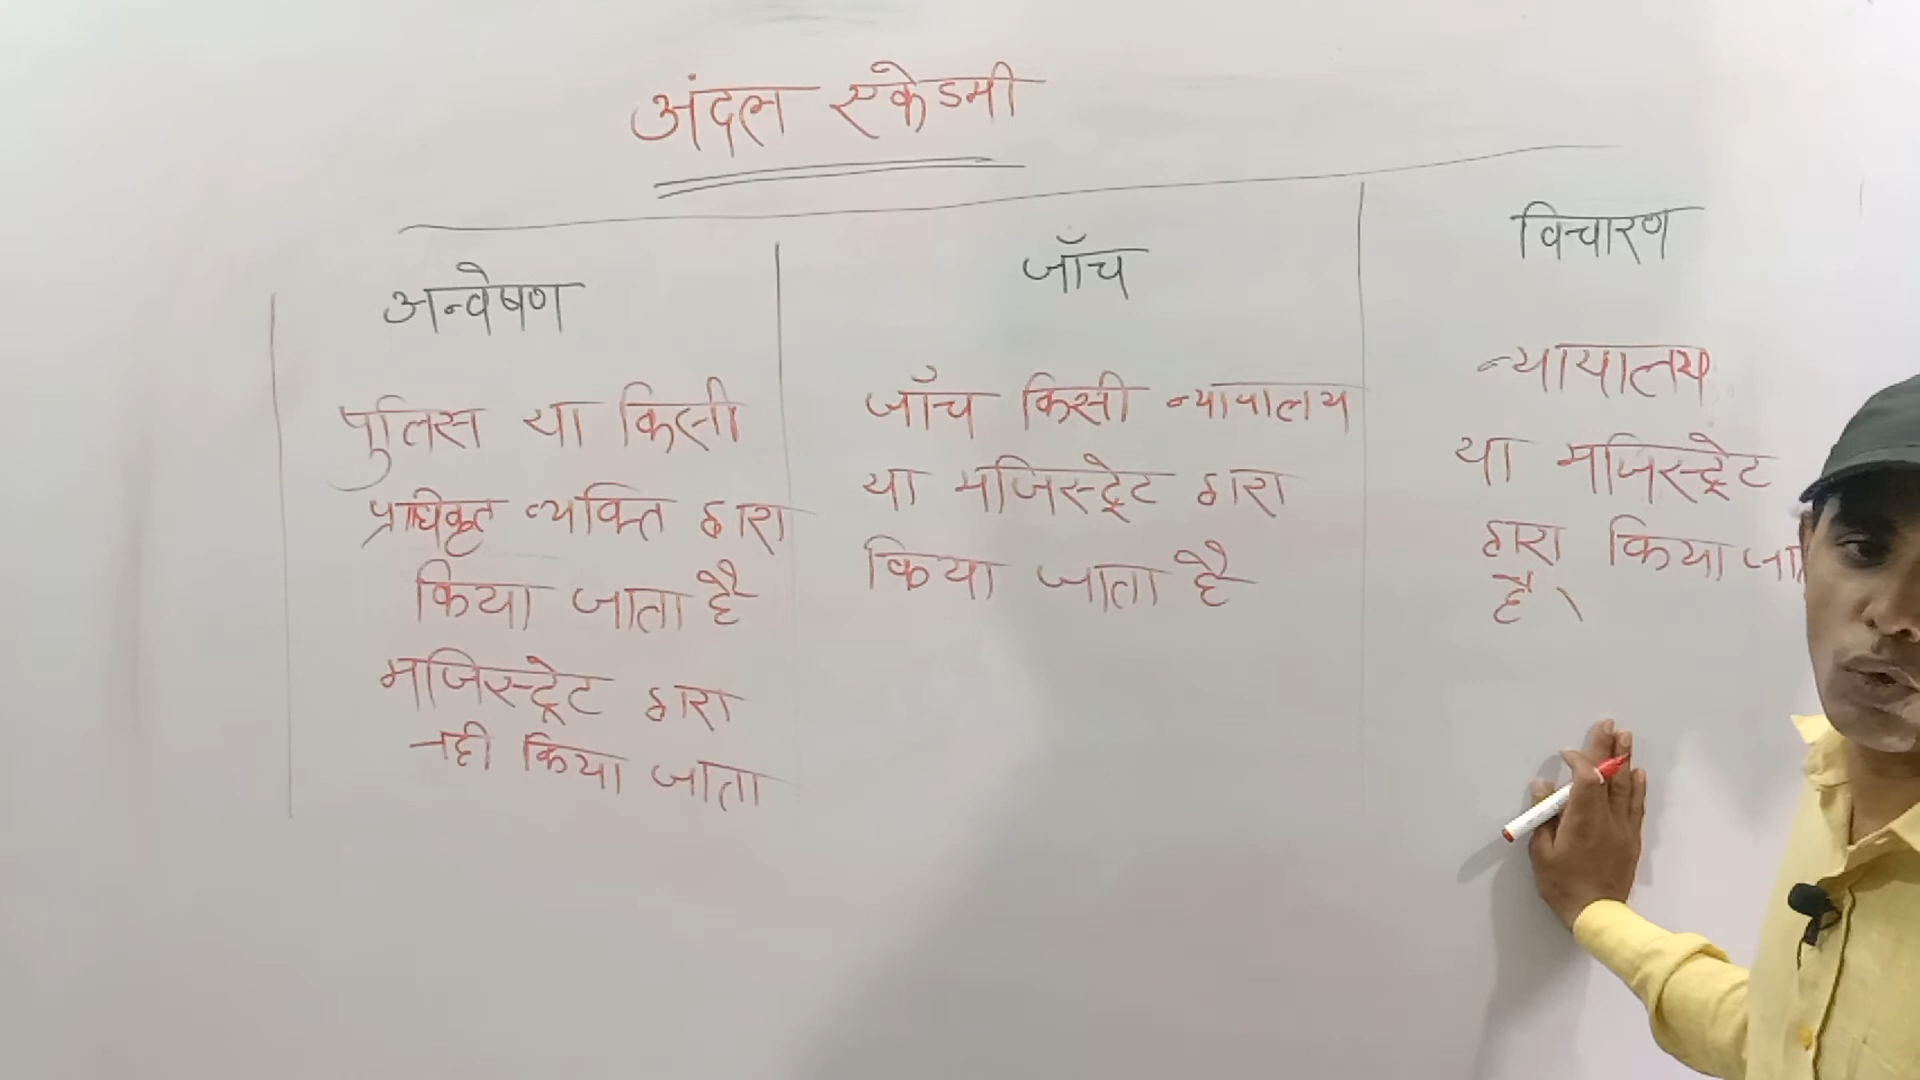 अंदल एकेडमी
अन्वेषण
पुलिस या किसी
प्राधिकृत व्यक्ति द्वारा
किया जाता है
मजिस्ट्रेट द्वारा
नही किया जाता
जॉच
जॉच किसी न्यायालय
या मजिस्ट्रेट द्वारा
किया जाता है
विचारण
न्यायालय
या मजिस्ट्रेट
द्वारा किया जा
है।